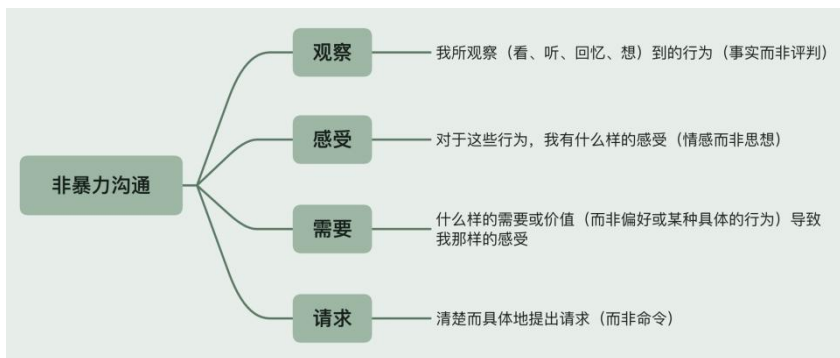 非暴力沟通
观察
我所观察（看、听、回忆、想）到的行为（事实而非评判）
感受
对于这些行为，我有什么样的感受（情感而非思想）
需要
什么样的需要或价值（而非偏好或某种具体的行为）导致
我那样的感受
请求
清楚而具体地提出请求（而非命令）